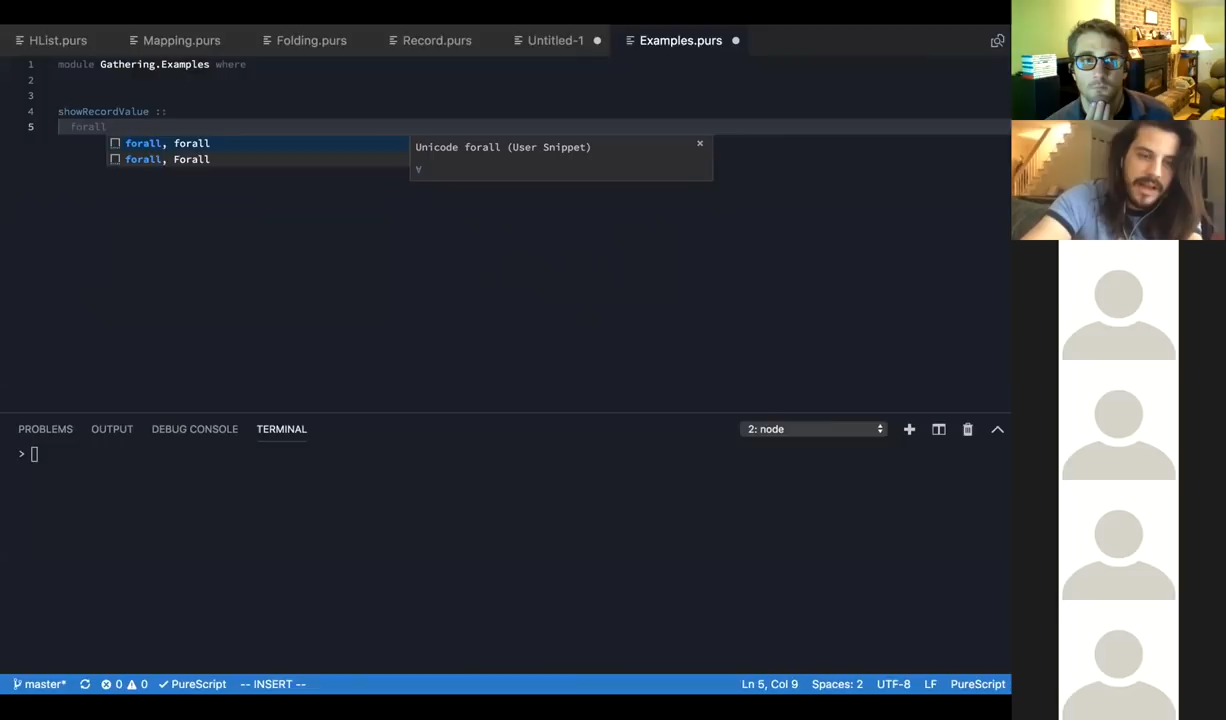 HList.purs Mapping.purs Folding.purs Record.purs Untitled-1 Examples.purs
1 module Gathering.Examples where
2
3
4 showRecordValue ::
5 forall
forall, forall
forall, Forall
Unicode forall (User Snippet) ×
∀
PROBLEMS OUTPUT DEBUG CONSOLE TERMINAL 2: node
>
master* 0 0 PureScript -- INSERT -- Ln 5, Col 9 Spaces: 2 UTF-8 LF PureScript